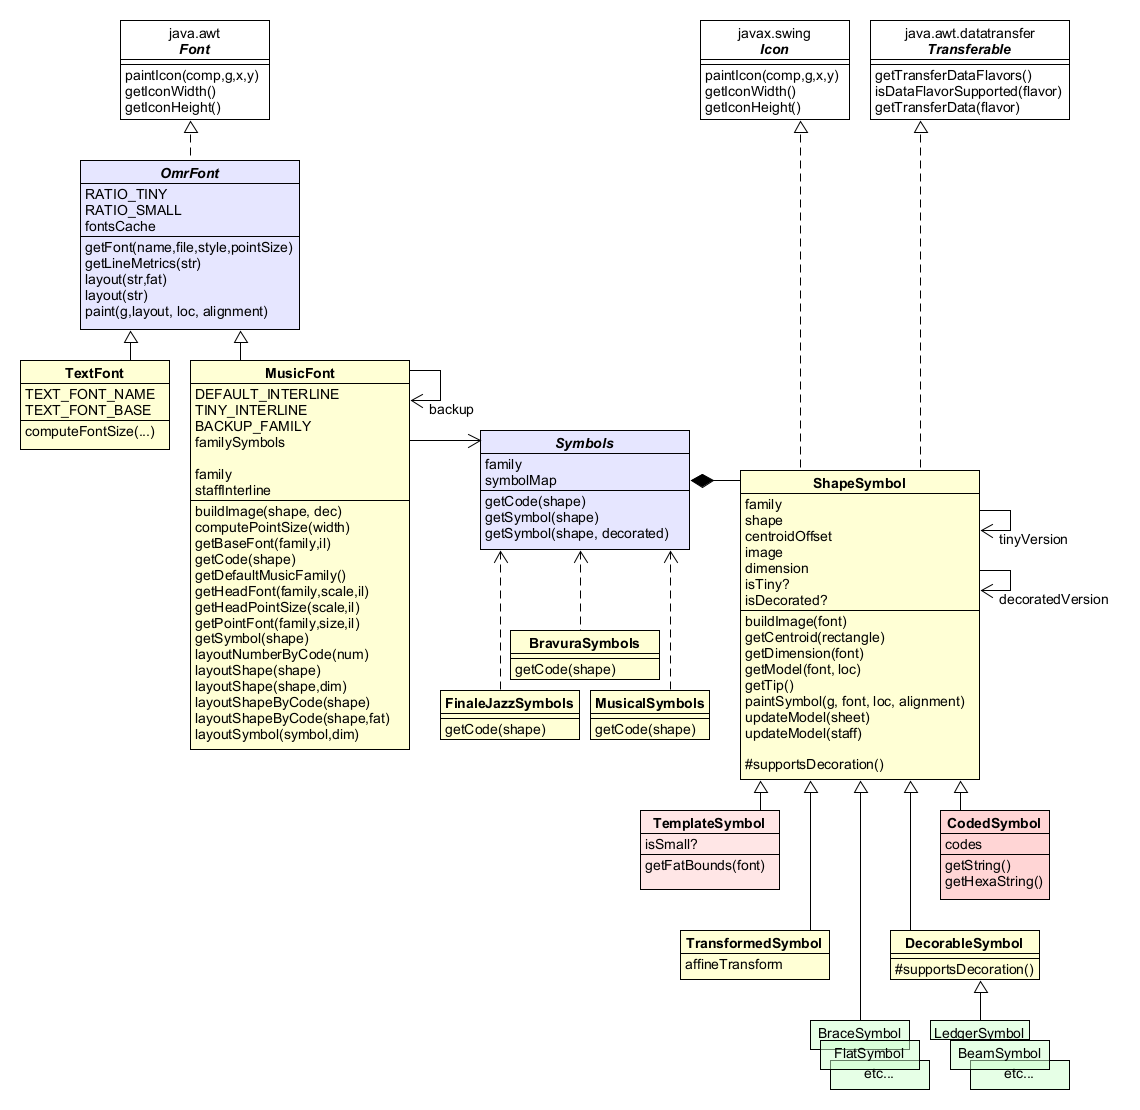 java.awt
Font
paintIcon(comp,g,x,y)
getIconWidth()
getIconHeight()
javax.swing
Icon
paintIcon(comp,g,x,y)
getIconWidth()
getIconHeight()
java.awt.datatransfer
Transferable
getTransferDataFlavors()
isDataFlavorSupported(flavor)
getTransferData(flavor)
OmrFont
RATIO_TINY
RATIO_SMALL
fontsCache
getFont(name,file,style,pointSize)
getLineMetrics(str)
layout(str,fat)
layout(str)
paint(g,layout, loc, alignment)
TextFont
TEXT_FONT_NAME
TEXT_FONT_BASE
computeFontSize(...)
MusicFont
DEFAULT_INTERLINE
TINY_INTERLINE
BACKUP_FAMILY
familySymbols
family
staffInterline
buildImage(shape, dec)
computePointSize(width)
getBaseFont(family,il)
getCode(shape)
getDefaultMusicFamily()
getHeadFont(family,scale,il)
getHeadPointSize(scale,il)
getPointFont(family,size,il)
getSymbol(shape)
layoutNumberByCode(num)
layoutShape(shape)
layoutShape(shape,dim)
layoutShapeByCode(shape)
layoutShapeByCode(shape,fat)
layoutSymbol(symbol,dim)
backup
Symbols
family
symbolMap
getCode(shape)
getSymbol(shape)
getSymbol(shape, decorated)
BravuraSymbols
getCode(shape)
FinaleJazzSymbols
getCode(shape)
MusicalSymbols
getCode(shape)
ShapeSymbol
family
shape
centroidOffset
image
dimension
isTiny?
isDecorated?
buildImage(font)
getCentroid(rectangle)
getDimension(font)
getModel(font, loc)
getTip()
paintSymbol(g, font, loc, alignment)
updateModel(sheet)
updateModel(staff)
#supportsDecoration()
tinyVersion
decoratedVersion
TemplateSymbol
isSmall?
getFatBounds(font)
CodedSymbol
codes
getString()
getHexaString()
TransformedSymbol
affineTransform
DecorableSymbol
#supportsDecoration()
BraceSymbol
FlatSymbol
etc...
LedgerSymbol
BeamSymbol
etc...